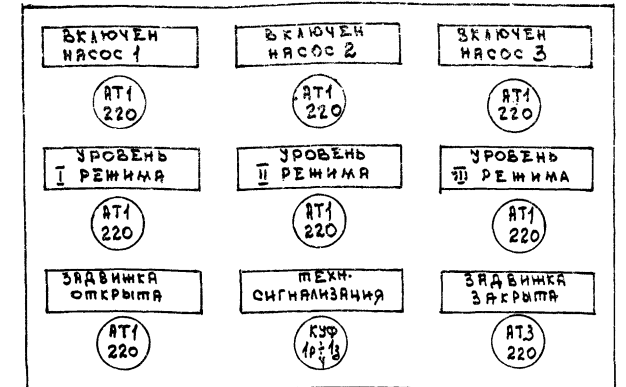 ВКЛЮЧЕН
НАСОС 1
ВКЛЮЧЕН
НАСОС 2
ВКЛЮЧЕН
НАСОС 3
АТ1
220
АТ1
220
АТ1
220
УРОВЕНЬ
I РЕЖИМА
УРОВЕНЬ
II РЕЖИМА
УРОВЕНЬ
III РЕЖИМА
АТ1
220
АТ1
220
АТ1
220
ЗАДВИЖКА
ОТКРЫТА
ТЕХН.
СИГНАЛИЗАЦИЯ
ЗАДВИЖКА
ЗАКРЫТА
АТ1
220
КУФ
АТ3
220